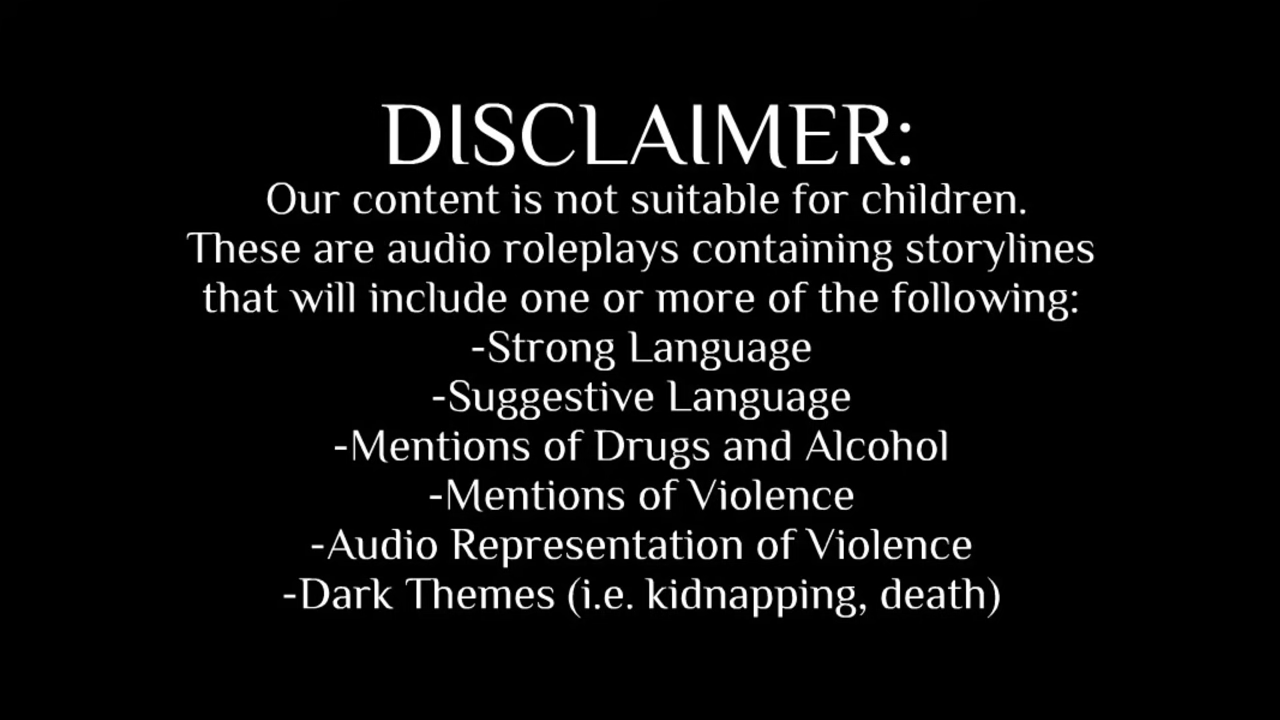 DISCLAIMER:
Our content is not suitable for children.
These are audio roleplays containing storylines
that will include one or more of the following:
-Strong Language
-Suggestive Language
-Mentions of Drugs and Alcohol
-Mentions of Violence
-Audio Representation of Violence
-Dark Themes (i.e. kidnapping, death)